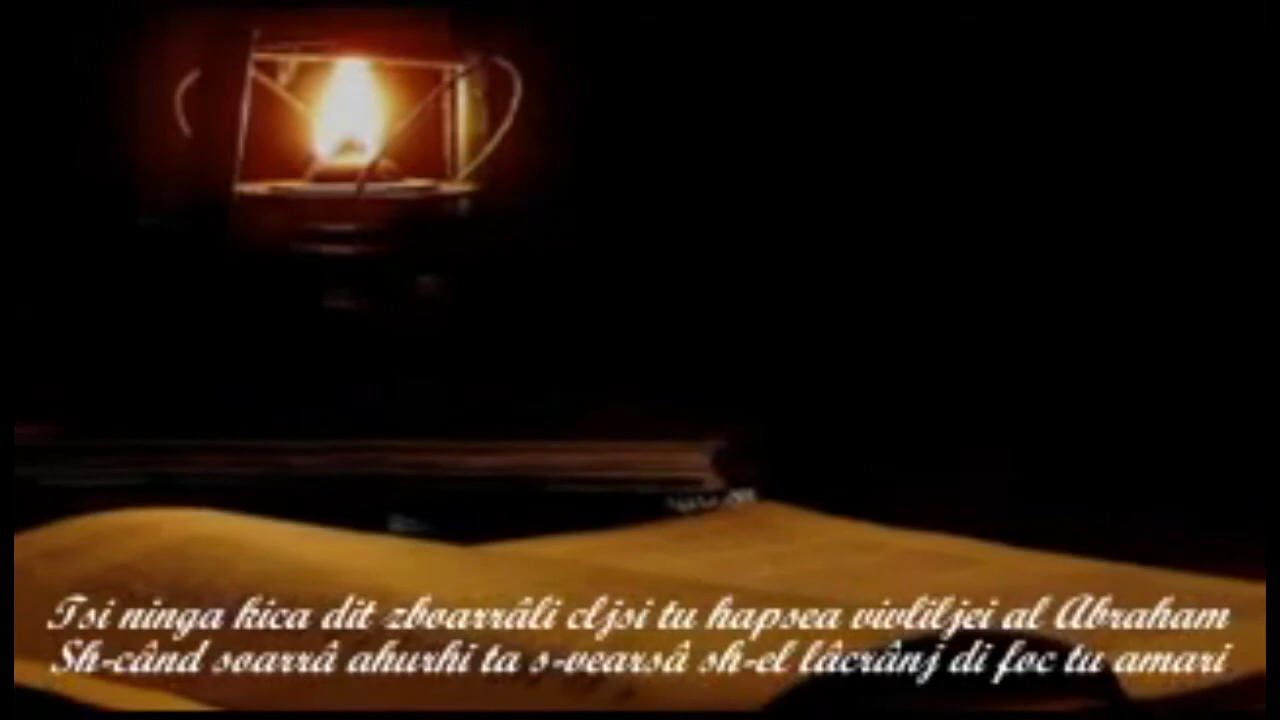 Tsi ninga kica dit zboarrâli cljsi tu hapsea vivliljei al Abraham
Sh-când soarrâ ahurhi ta s-vearsâ sh-el lâcrânj di foc tu amari